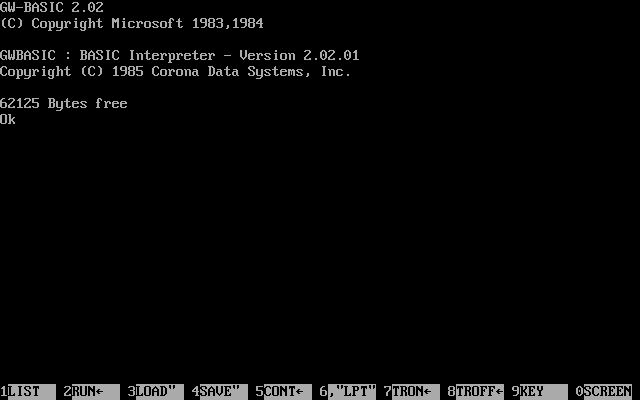 GW-BASIC 2.02
(C) Copyright Microsoft 1983,1984
GWBASIC : BASIC Interpreter - Version 2.02.01
Copyright (C) 1985 Corona Data Systems, Inc.
62125 Bytes free
Ok
1LIST 2RUN← 3LOAD" 4SAVE" 5CONT← 6,"LPT" 7TRON← 8TROFF← 9KEY 0SCREEN